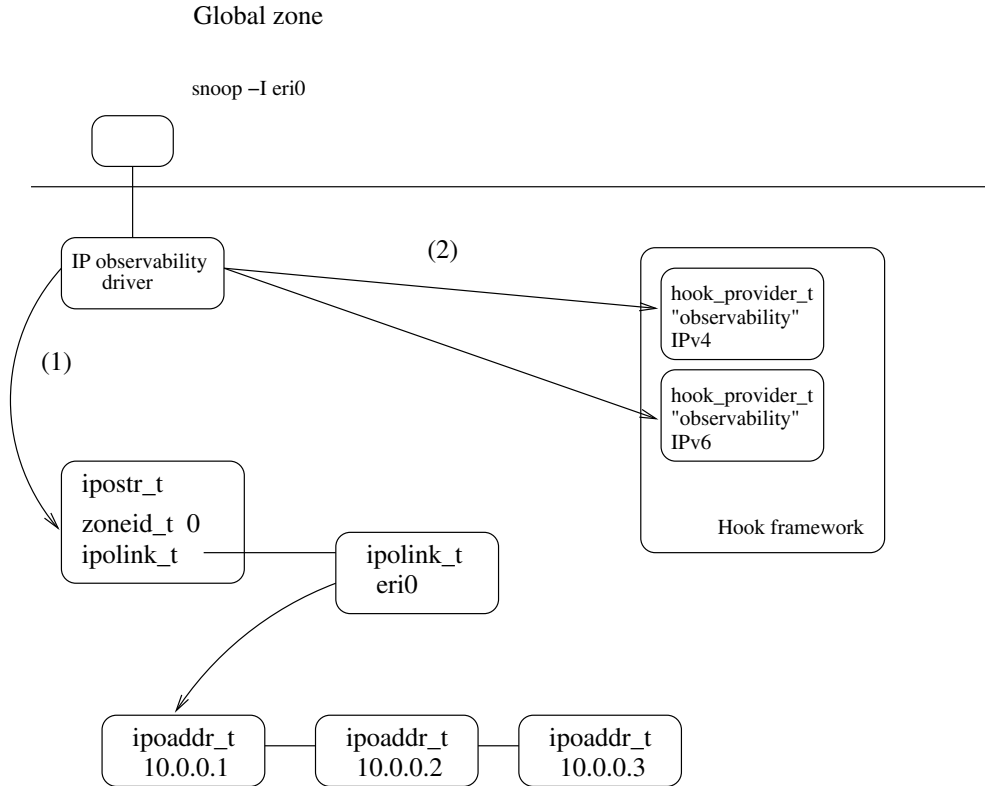 Global zone
snoop −I eri0
IP observability
driver
(2)
hook_provider_t
"observability"
IPv4
(1)
hook_provider_t
"observability"
IPv6
ipostr_t
zoneid_t 0
ipolink_t
Hook framework
ipolink_t
eri0
ipoaddr_t
10.0.0.1
ipoaddr_t
10.0.0.2
ipoaddr_t
10.0.0.3